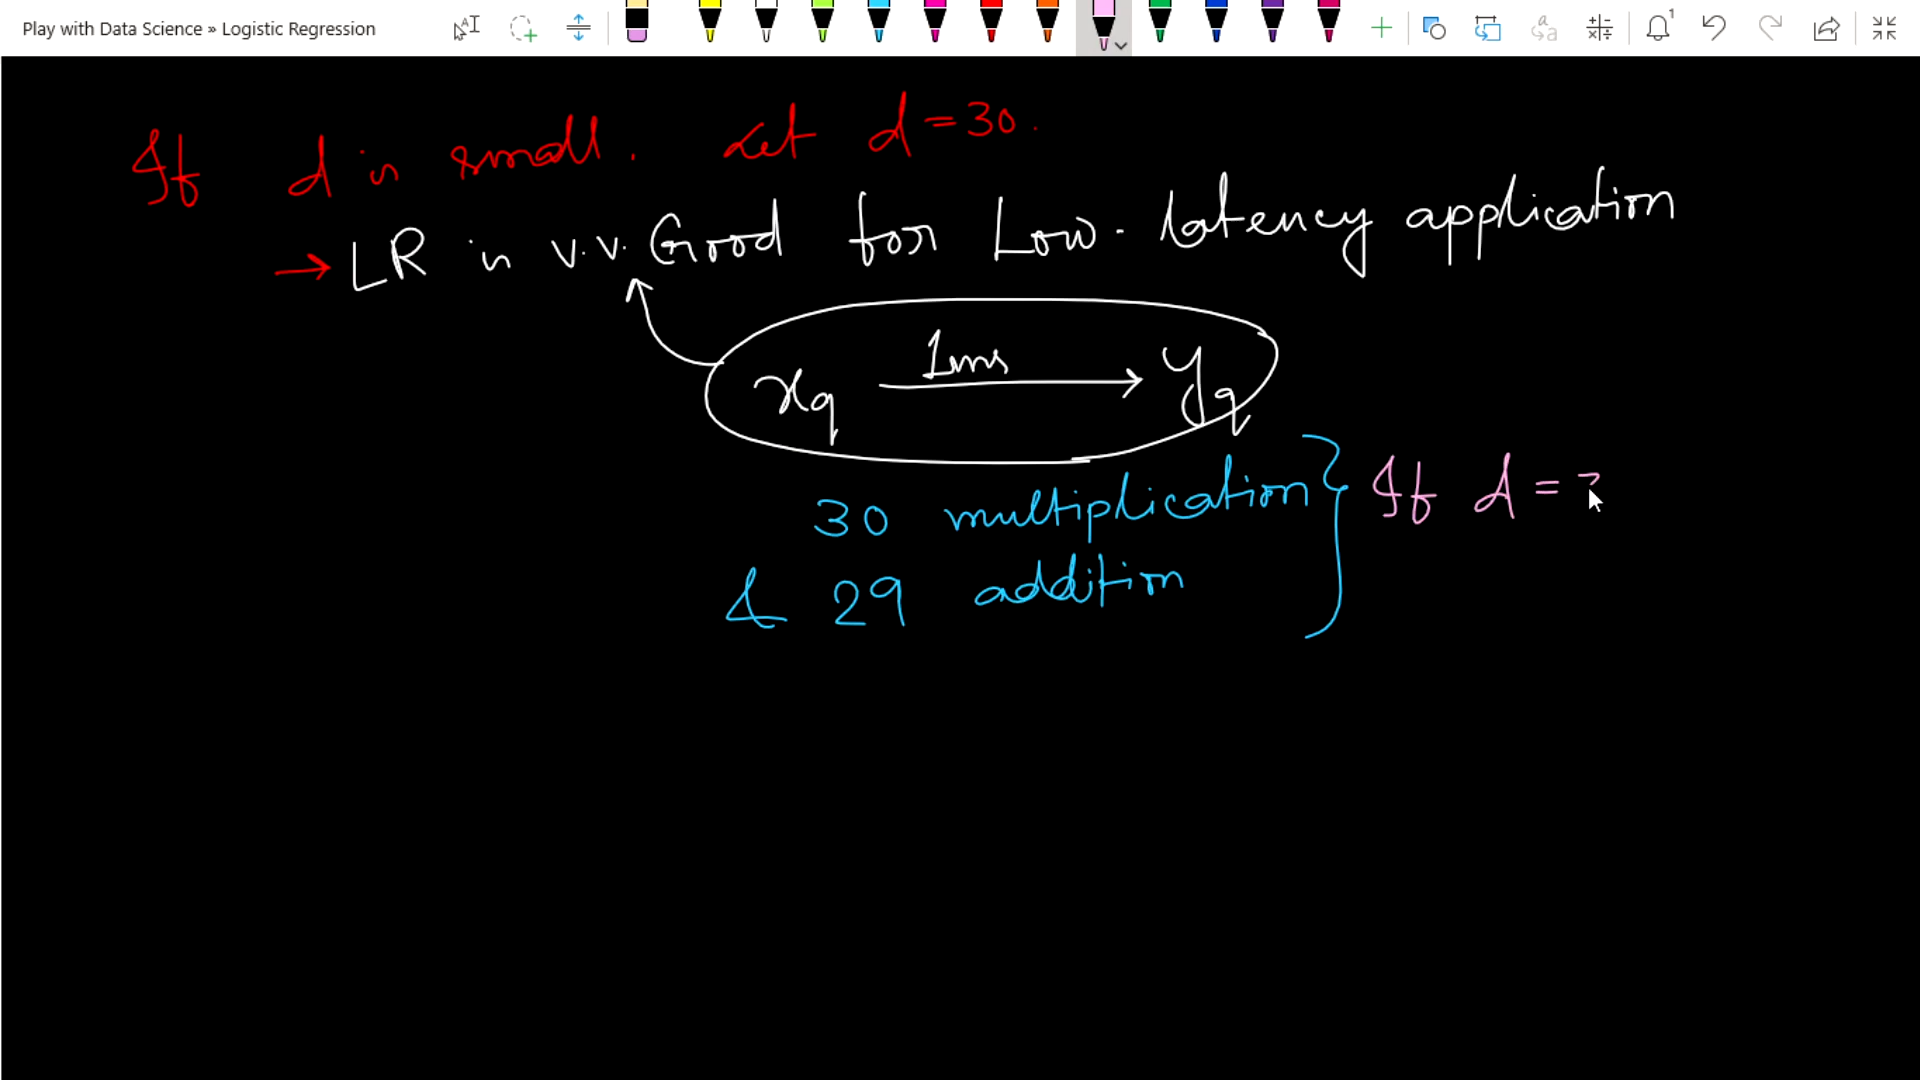 Play with Data Science » Logistic Regression
If d is small. Let d = 30.
→ LR is v.v. Good for Low-latency application
xq 1ms → yq
30 multiplication } If d =
& 29 addition